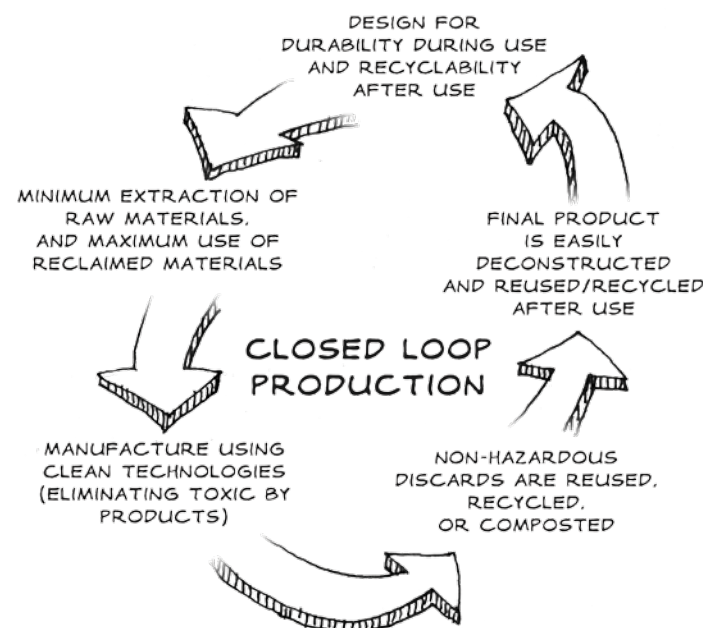 DESIGN FOR
DURABILITY DURING USE
AND RECYCLABILITY
AFTER USE
MINIMUM EXTRACTION OF
RAW MATERIALS,
AND MAXIMUM USE OF
RECLAIMED MATERIALS
MANUFACTURE USING
CLEAN TECHNOLOGIES
(ELIMINATING TOXIC BY
PRODUCTS)
NON-HAZARDOUS
DISCARDS ARE REUSED,
RECYCLED,
OR COMPOSTED
FINAL PRODUCT
IS EASILY
DECONSTRUCTED
AND REUSED/RECYCLED
AFTER USE
CLOSED LOOP
PRODUCTION